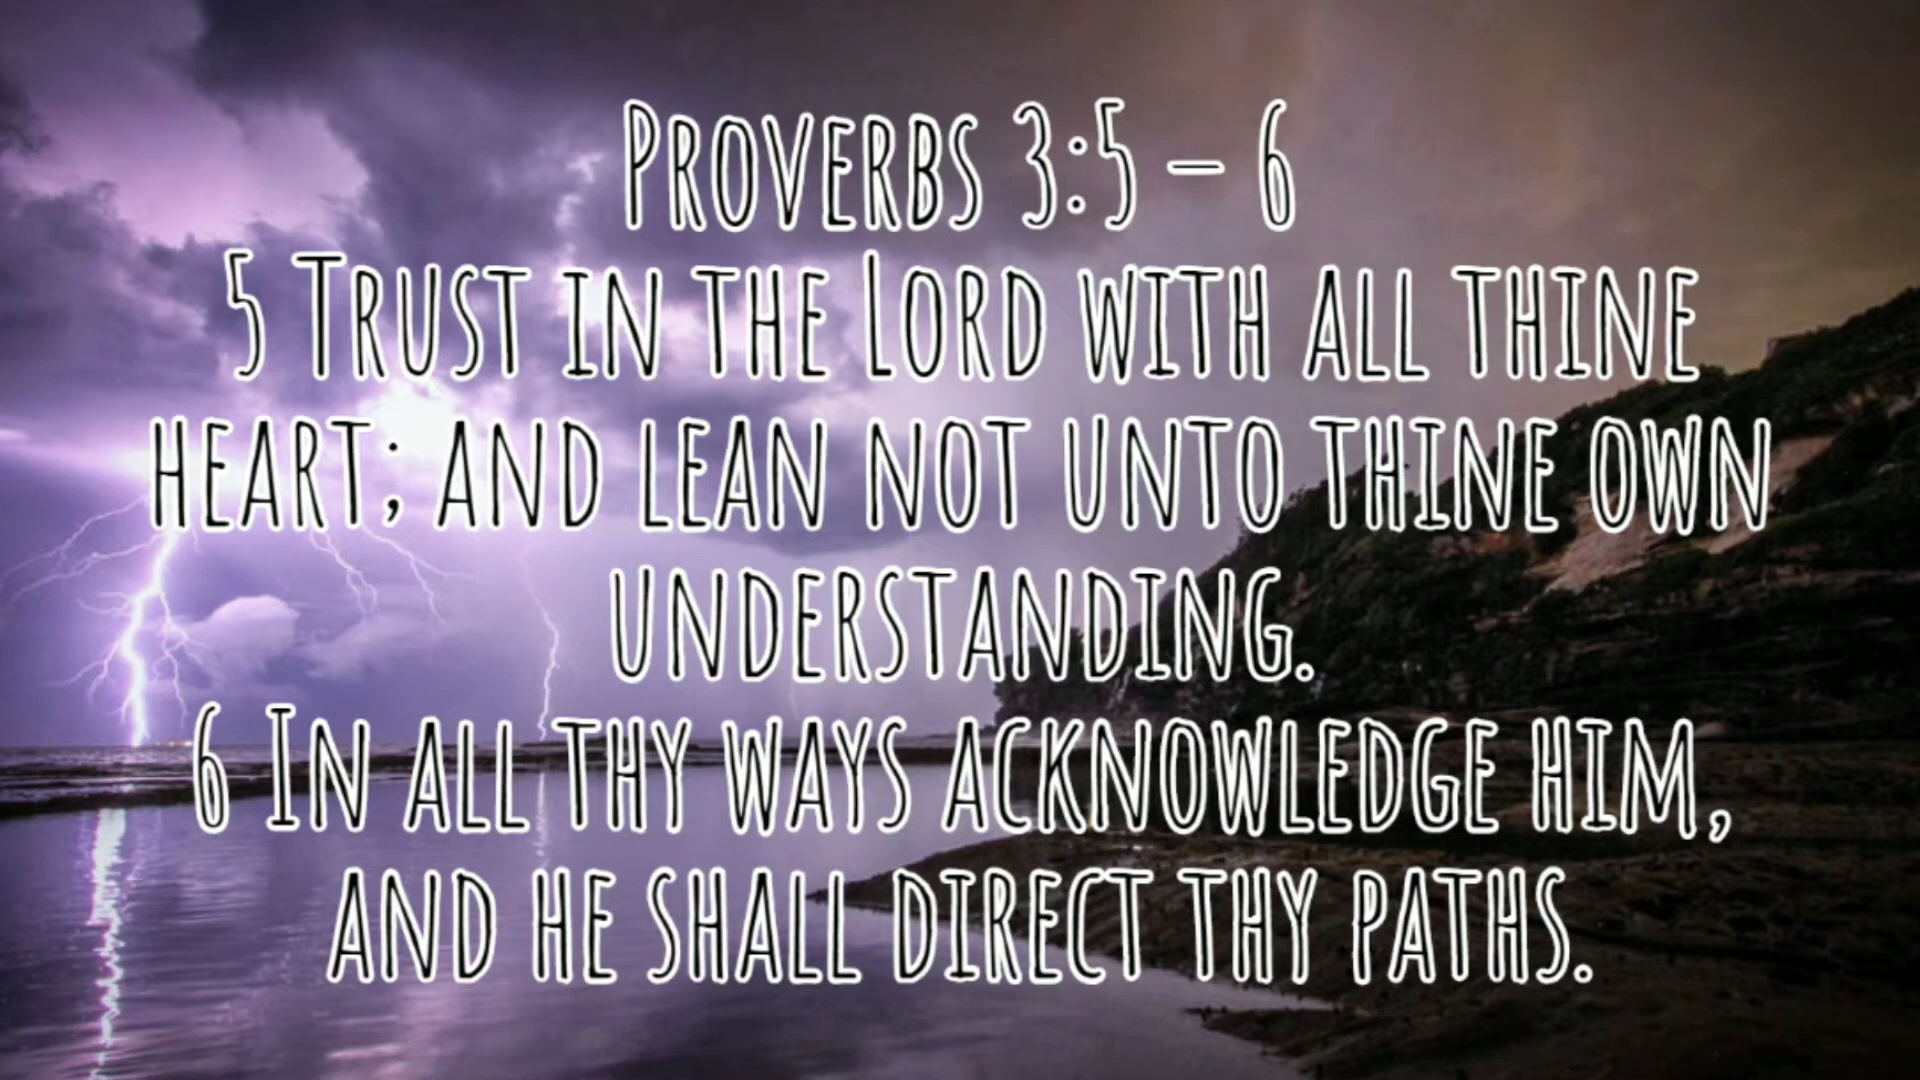 Proverbs 3:5 – 6
5 Trust in the Lord with all thine
heart; and lean not unto thine own
understanding.
6 In all thy ways acknowledge him,
and he shall direct thy paths.